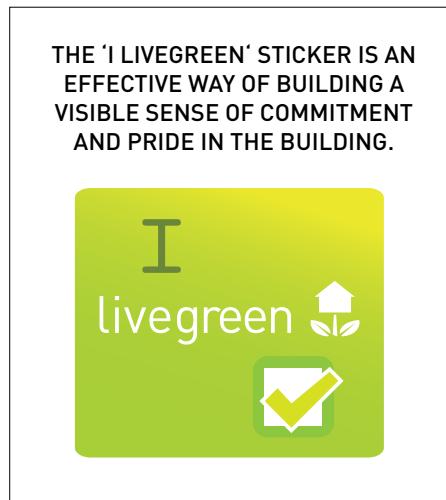 THE ‘I LIVEGREEN‘ STICKER IS AN
EFFECTIVE WAY OF BUILDING A
VISIBLE SENSE OF COMMITMENT
AND PRIDE IN THE BUILDING.
I
livegreen